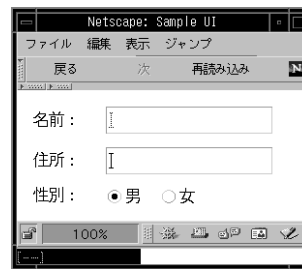 Netscape: Sample UI
ファイル 編集 表示 ジャンプ
戻る 次 再読み込み N
名前：
住所：
性別： 男 女
100%